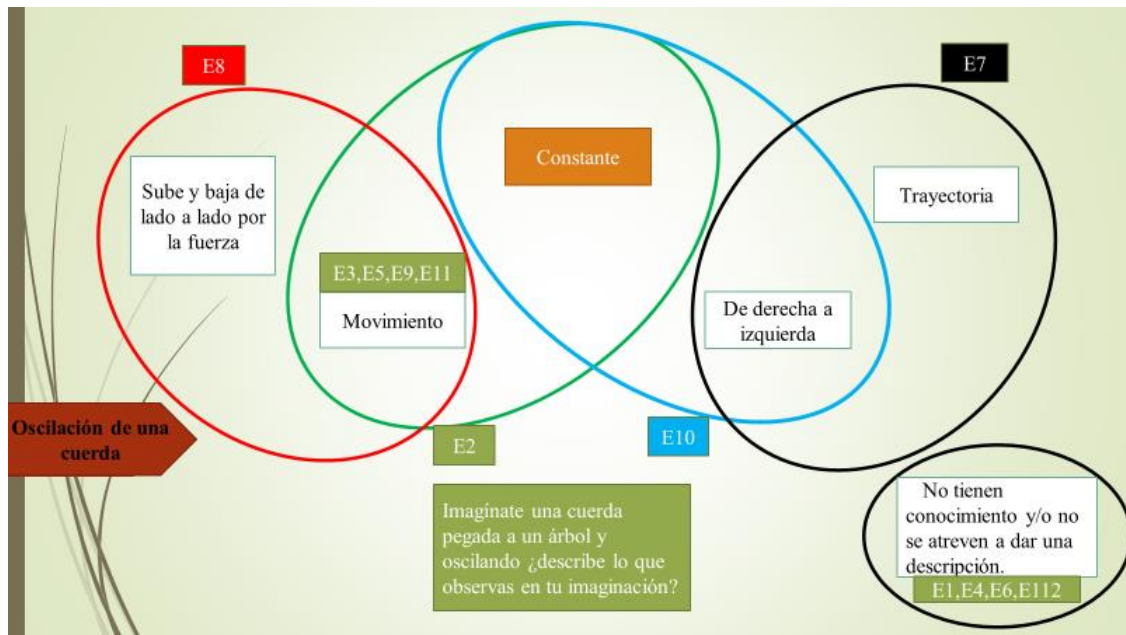 E8
E7
Constante
Sube y baja de
lado a lado por
la fuerza
Trayectoria
E3,E5,E9,E11
Movimiento
De derecha a
izquierda
Oscilación de una
cuerda
E2
E10
Imagínate una cuerda
pegada a un árbol y
oscilando ¿describe lo que
observas en tu imaginación?
No tienen
conocimiento y/o no
se atreven a dar una
descripción.
E1,E4,E6,E112